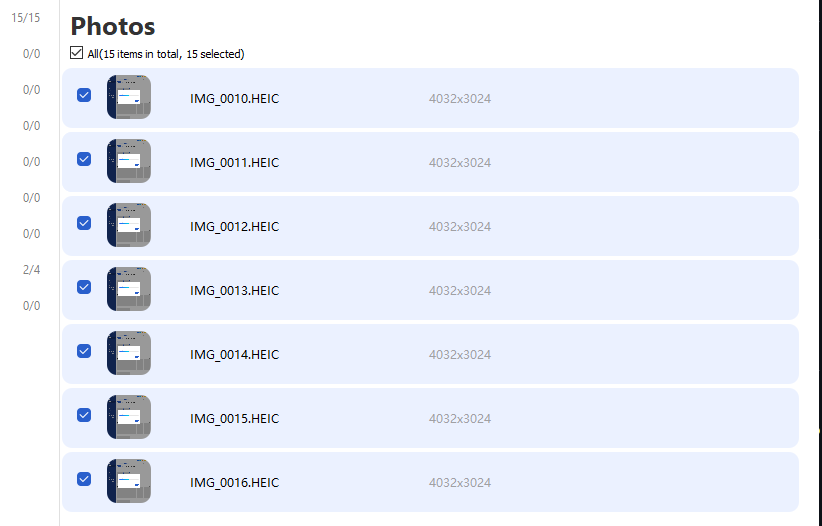 15/15
0/0
0/0
0/0
0/0
0/0
0/0
2/4
0/0
Photos
All(15 items in total, 15 selected)
IMG_0010.HEIC 4032x3024
IMG_0011.HEIC 4032x3024
IMG_0012.HEIC 4032x3024
IMG_0013.HEIC 4032x3024
IMG_0014.HEIC 4032x3024
IMG_0015.HEIC 4032x3024
IMG_0016.HEIC 4032x3024